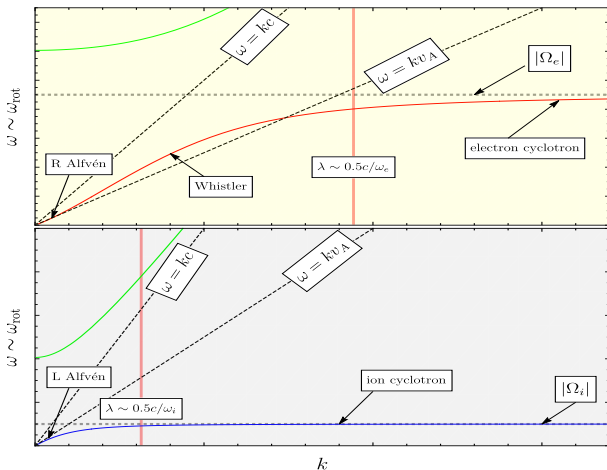 ω = kc
ω = kv_A
|Ω_e|
ω ∼ ω_rot
R Alfvén
Whistler
λ ∼ 0.5c/ω_e
electron cyclotron
ω = kc
ω = kv_A
ω ∼ ω_rot
L Alfvén
λ ∼ 0.5c/ω_i
ion cyclotron
|Ω_i|
k